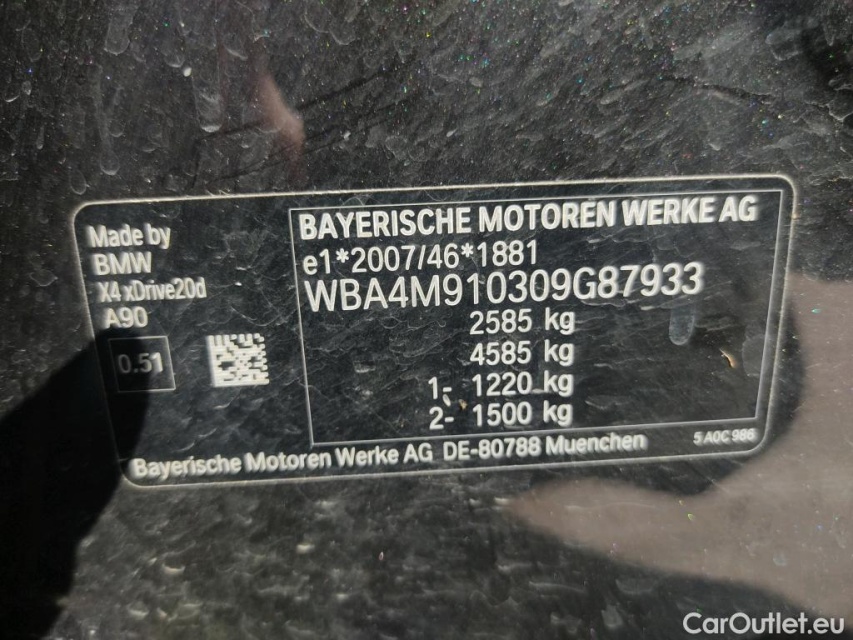 Made by
BMW
X4 xDrive20d
A90
0.51
BAYERISCHE MOTOREN WERKE AG
e1*2007/46*1881
WBA4M910309G87933
2585 kg
4585 kg
1- 1220 kg
2- 1500 kg
Bayerische Motoren Werke AG DE-80788 Muenchen
5 A0C 986
CarOutlet.eu